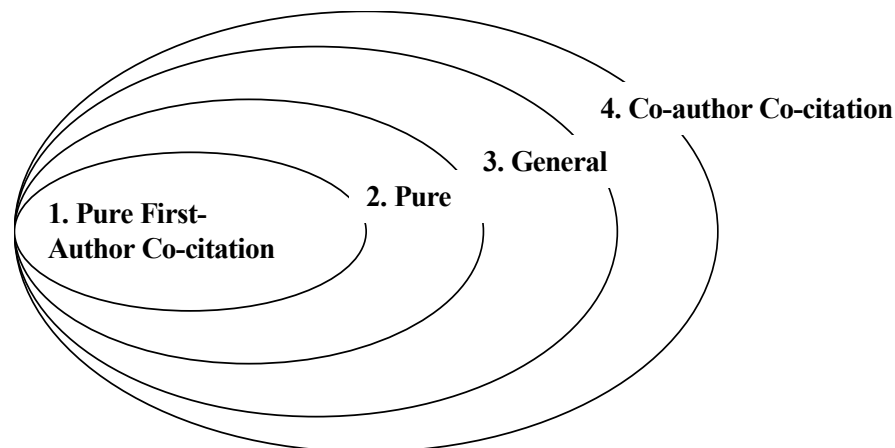 4. Co-author Co-citation
3. General
2. Pure
1. Pure First-
Author Co-citation